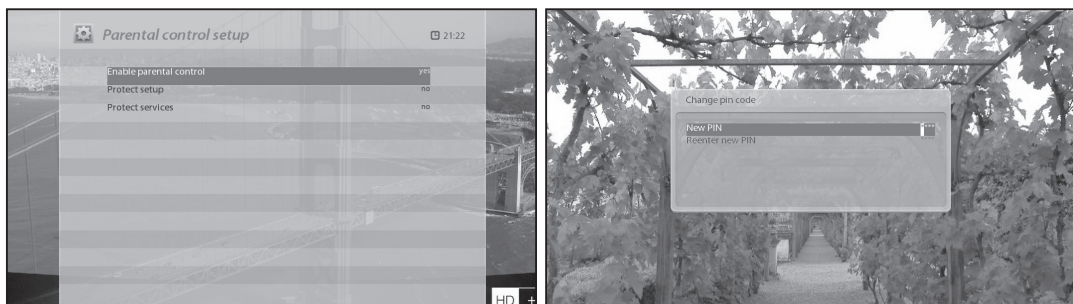 Parental control setup
21:22
Enable parental control yes
Protect setup no
Protect services no
HD +
Change pin code
New PIN
Reenter new PIN